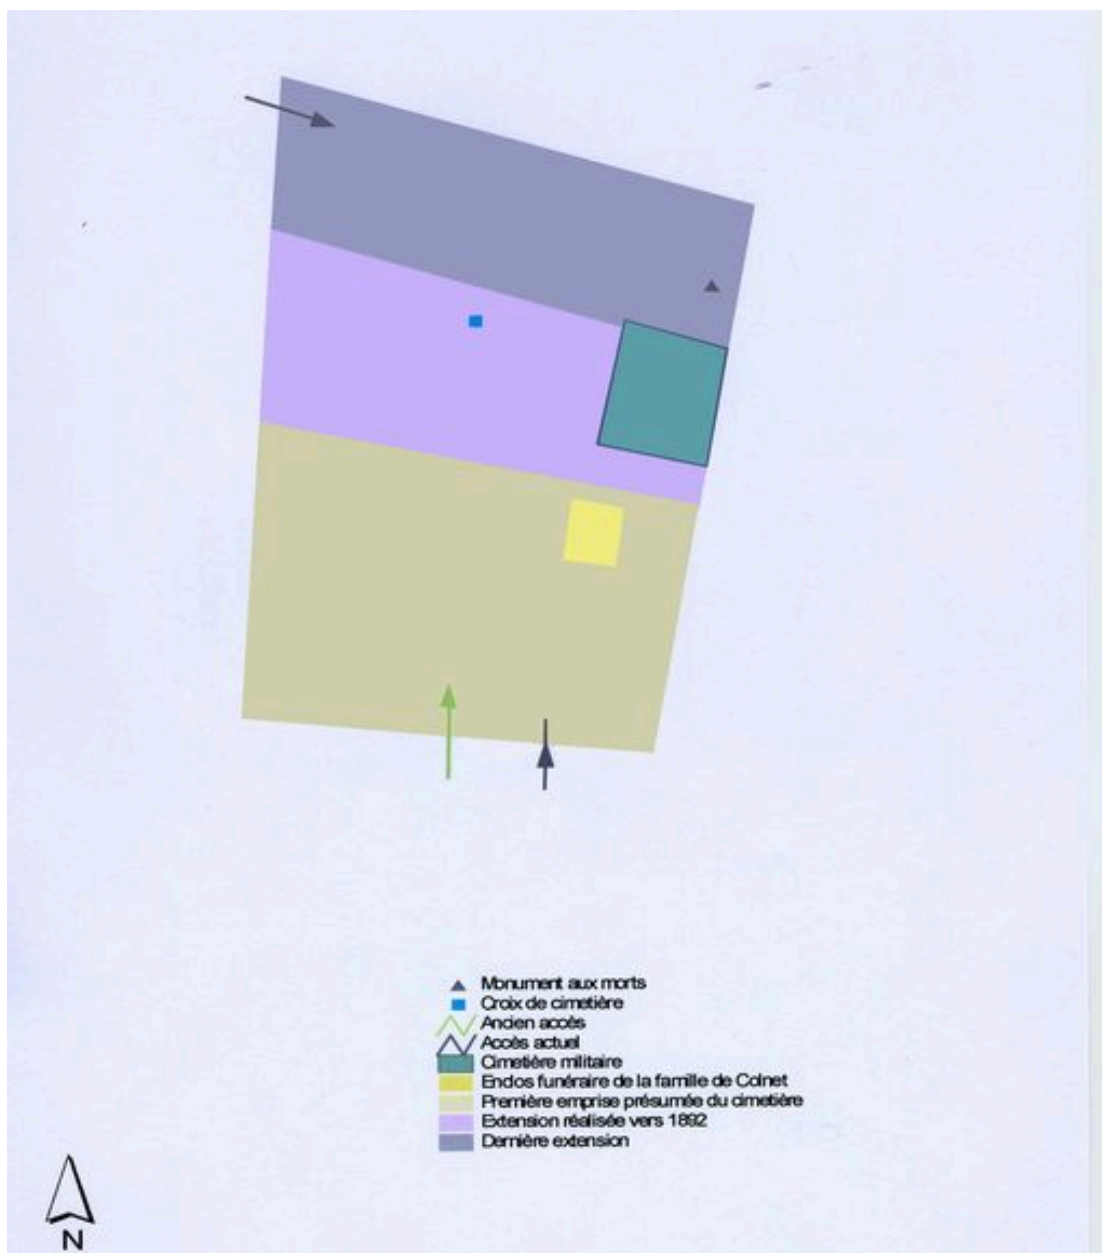 Monument aux morts
Croix de cimetière
Ancien accès
Accès actuel
Cimetière militaire
Enclos funéraire de la famille de Colnet
Première emprise présumée du cimetière
Extension réalisée vers 1892
Dernière extension
N